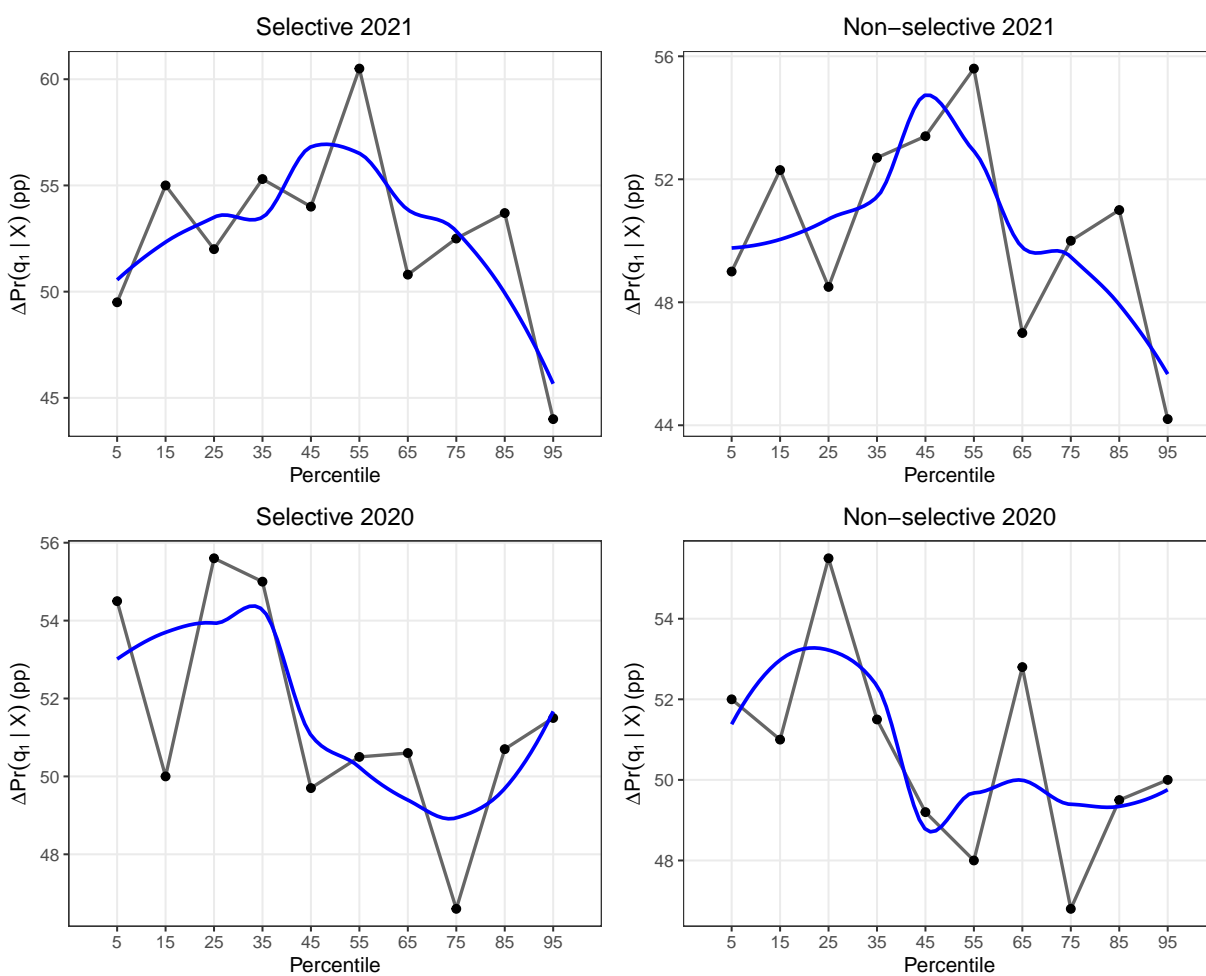 Selective 2021
ΔPr(q₁ | X) (pp)
60
55
50
45
5 15 25 35 45 55 65 75 85 95
Percentile
Non−selective 2021
ΔPr(q₁ | X) (pp)
56
52
48
44
5 15 25 35 45 55 65 75 85 95
Percentile
Selective 2020
ΔPr(q₁ | X) (pp)
56
54
52
50
48
5 15 25 35 45 55 65 75 85 95
Percentile
Non−selective 2020
ΔPr(q₁ | X) (pp)
54
52
50
48
5 15 25 35 45 55 65 75 85 95
Percentile